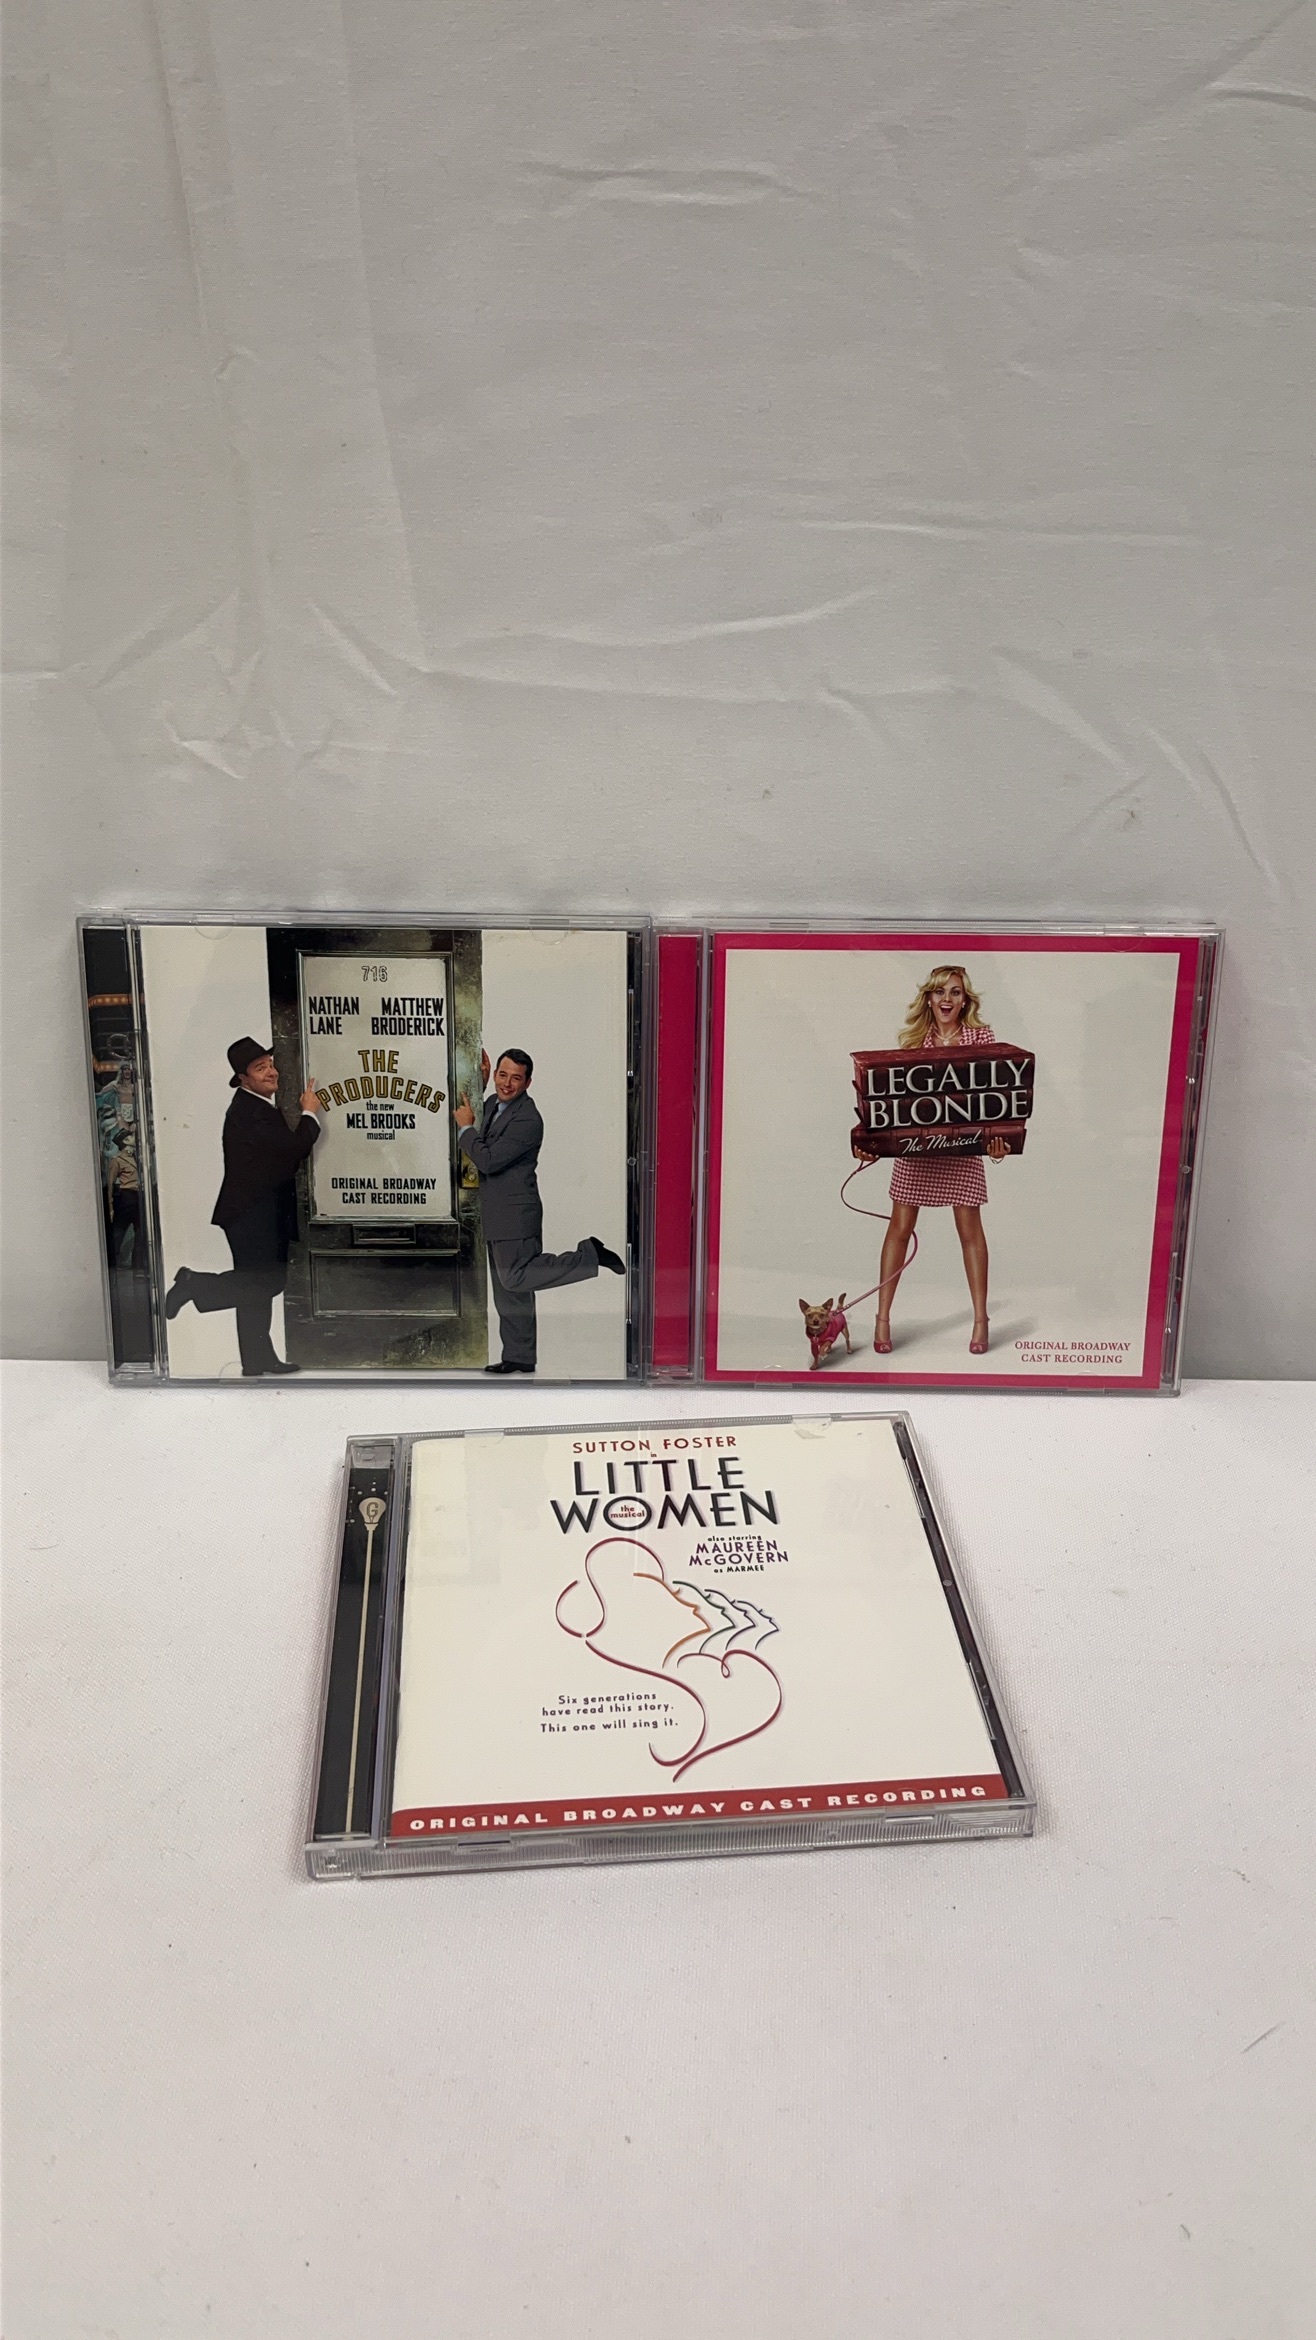 716
NATHAN LANE
MATTHEW BRODERICK
THE
PRODUCERS
the new
MEL BROOKS
musical
ORIGINAL BROADWAY
CAST RECORDING
LEGALLY
BLONDE
The Musical
ORIGINAL BROADWAY
CAST RECORDING
SUTTON FOSTER
in
LITTLE
WOMEN
the
musical
also starring
MAUREEN
McGOVERN
as MARMEE
Six generations
have read this story.
This one will sing it.
ORIGINAL BROADWAY CAST RECORDING
G